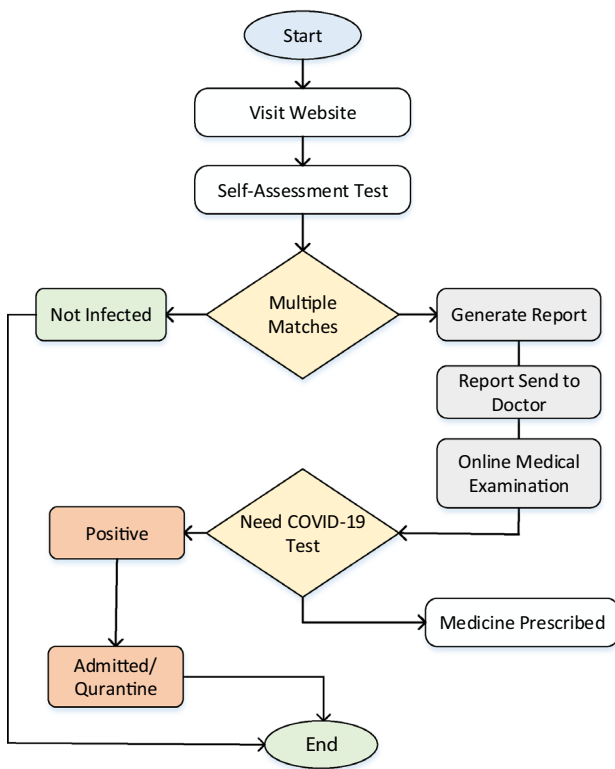 Start
Visit Website
Self-Assessment Test
Multiple
Matches
Not Infected
Generate Report
Report Send to
Doctor
Online Medical
Examination
Need COVID-19
Test
Positive
Medicine Prescribed
Admitted/
Qurantine
End